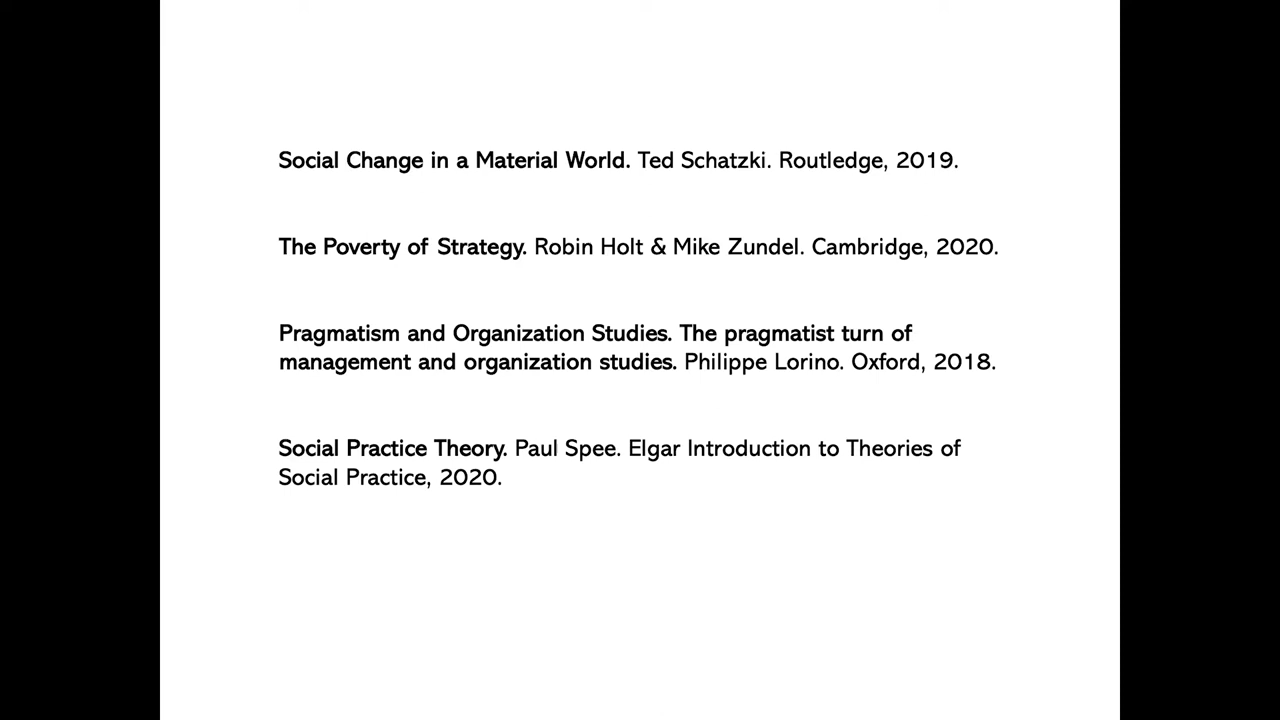 Social Change in a Material World. Ted Schatzki. Routledge, 2019.
The Poverty of Strategy. Robin Holt & Mike Zundel. Cambridge, 2020.
Pragmatism and Organization Studies. The pragmatist turn of
management and organization studies. Philippe Lorino. Oxford, 2018.
Social Practice Theory. Paul Spee. Elgar Introduction to Theories of
Social Practice, 2020.